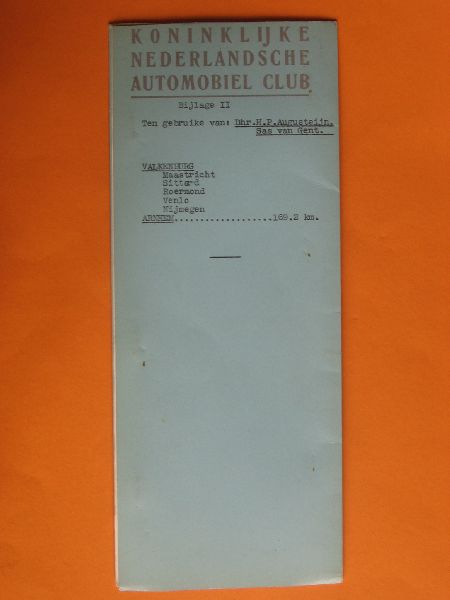 KONINKLIJKE
NEDERLANDSCHE
AUTOMOBIEL CLUB
Bijlage II
Ten gebruike van: Dhr.H.P.Augusteijn.
Sas van Gent.
VALKENBURG
Maastricht
Sittard
Roermond
Venlo
Nijmegen
ARNHEM...................169.2 km.